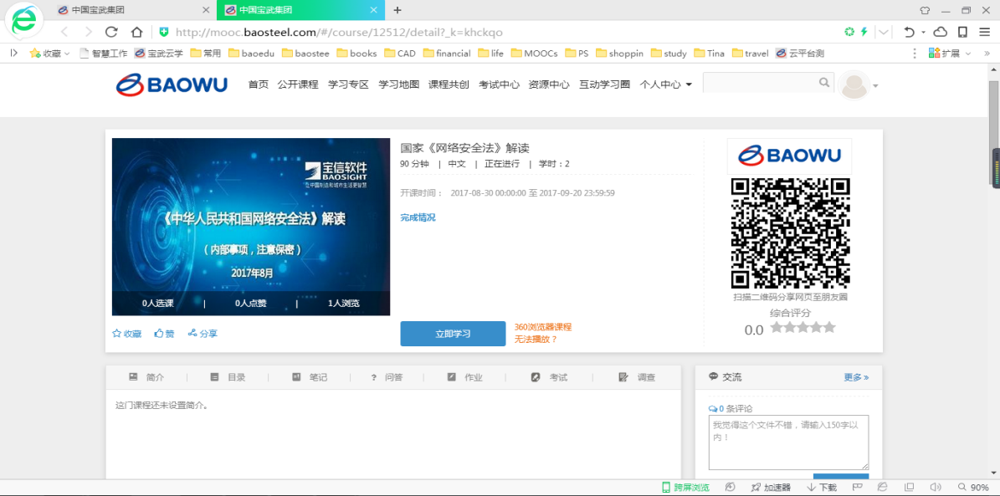 中国宝武集团
中国宝武集团
http://mooc.baosteel.com/#/course/12512/detail?_k=khckqo
收藏 智慧工作 宝武云学 常用 baoedu baostee books CAD financial life MOOCs PS shoppin study Tina travel 云平台测 扩展
BAOWU 首页 公开课程 学习专区 学习地图 课程共创 考试中心 资源中心 互动学习圈 个人中心
宝信软件
BAOSIGHT
《中华人民共和国网络安全法》解读
（内部事项，注意保密）
2017年8月
0人选课 | 0人点赞 | 1人浏览
收藏 赞 分享
国家《网络安全法》解读
90 分钟 | 中文 | 正在进行 | 学时：2
开课时间： 2017-08-30 00:00:00 至 2017-09-20 23:59:59
完成情况
立即学习
360浏览器课程
无法播放？
BAOWU
扫描二维码分享网页至朋友圈
综合评分
0.0
简介 目录 笔记 ? 问答 作业 考试 调查
这门课程还未设置简介。
交流 更多»
0 条评论
我觉得这个文件不错，请输入150字以
内！
跨屏浏览 加速器 下载 90%